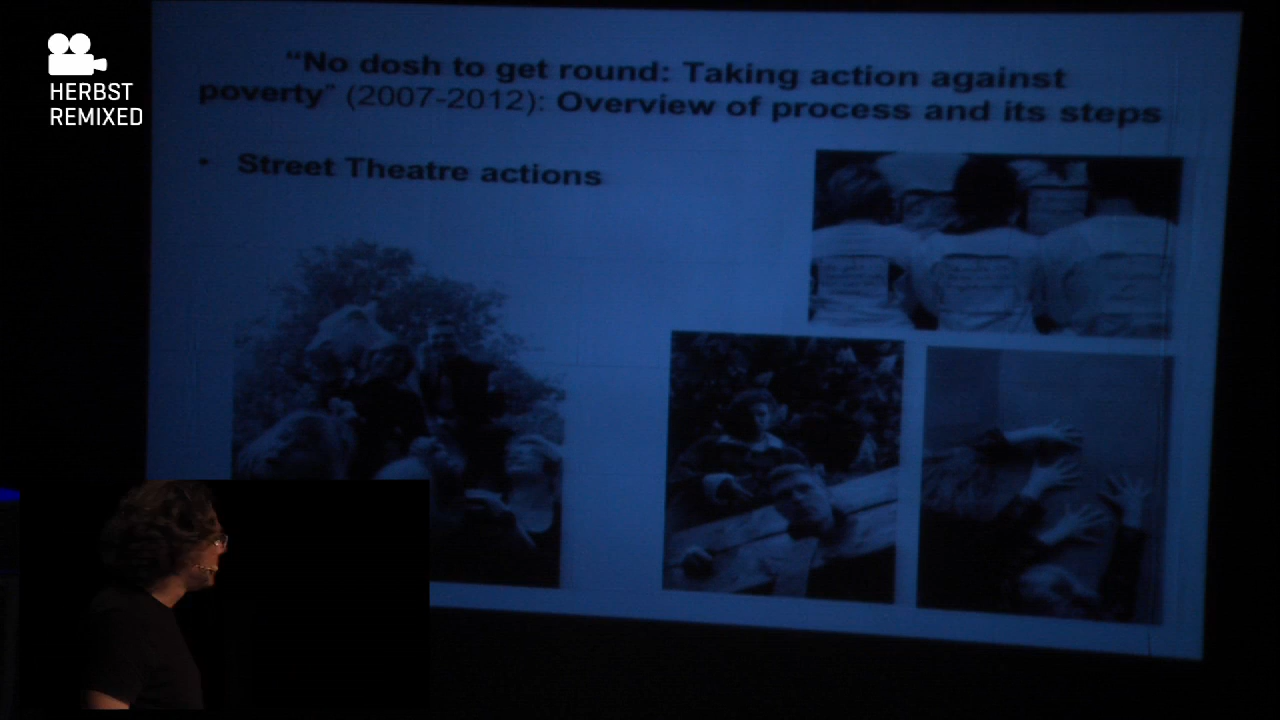 HERBST
REMIXED
“No dosh to get round: Taking action against
poverty” (2007-2012): Overview of process and its steps
• Street Theatre actions